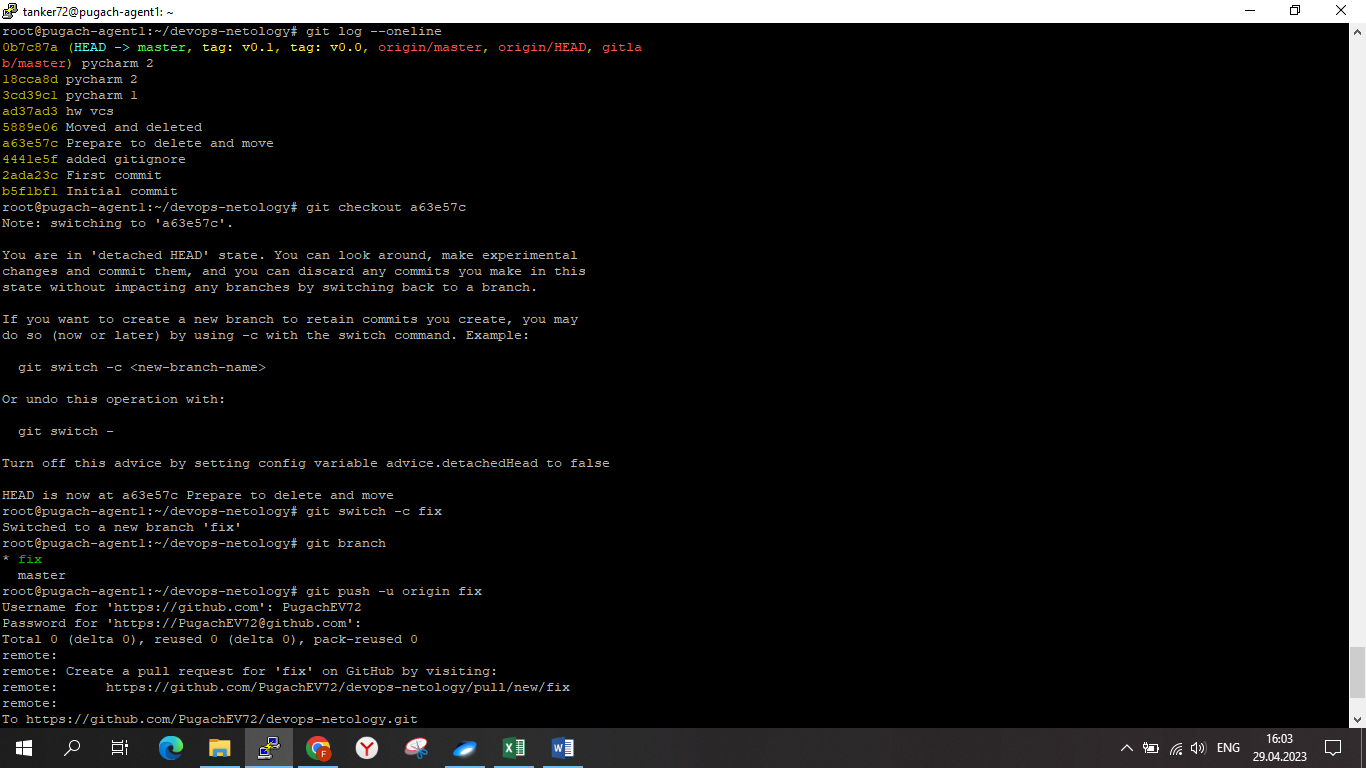 tanker72@pugach-agent1: ~
root@pugach-agent1:~/devops-netology# git log --oneline
0b7c87a (HEAD -> master, tag: v0.1, tag: v0.0, origin/master, origin/HEAD, gitla
b/master) pycharm 2
18cca8d pycharm 2
3cd39c1 pycharm 1
ad37ad3 hw vcs
5889e06 Moved and deleted
a63e57c Prepare to delete and move
4441e5f added gitignore
2ada23c First commit
b5f1bf1 Initial commit
root@pugach-agent1:~/devops-netology# git checkout a63e57c
Note: switching to 'a63e57c'.
You are in 'detached HEAD' state. You can look around, make experimental
changes and commit them, and you can discard any commits you make in this
state without impacting any branches by switching back to a branch.
If you want to create a new branch to retain commits you create, you may
do so (now or later) by using -c with the switch command. Example:
git switch -c <new-branch-name>
Or undo this operation with:
git switch -
Turn off this advice by setting config variable advice.detachedHead to false
HEAD is now at a63e57c Prepare to delete and move
root@pugach-agent1:~/devops-netology# git switch -c fix
Switched to a new branch 'fix'
root@pugach-agent1:~/devops-netology# git branch
* fix
master
root@pugach-agent1:~/devops-netology# git push -u origin fix
Username for 'https://github.com': PugachEV72
Password for 'https://PugachEV72@github.com':
Total 0 (delta 0), reused 0 (delta 0), pack-reused 0
remote:
remote: Create a pull request for 'fix' on GitHub by visiting:
remote:      https://github.com/PugachEV72/devops-netology/pull/new/fix
remote:
To https://github.com/PugachEV72/devops-netology.git
ENG
16:03
29.04.2023